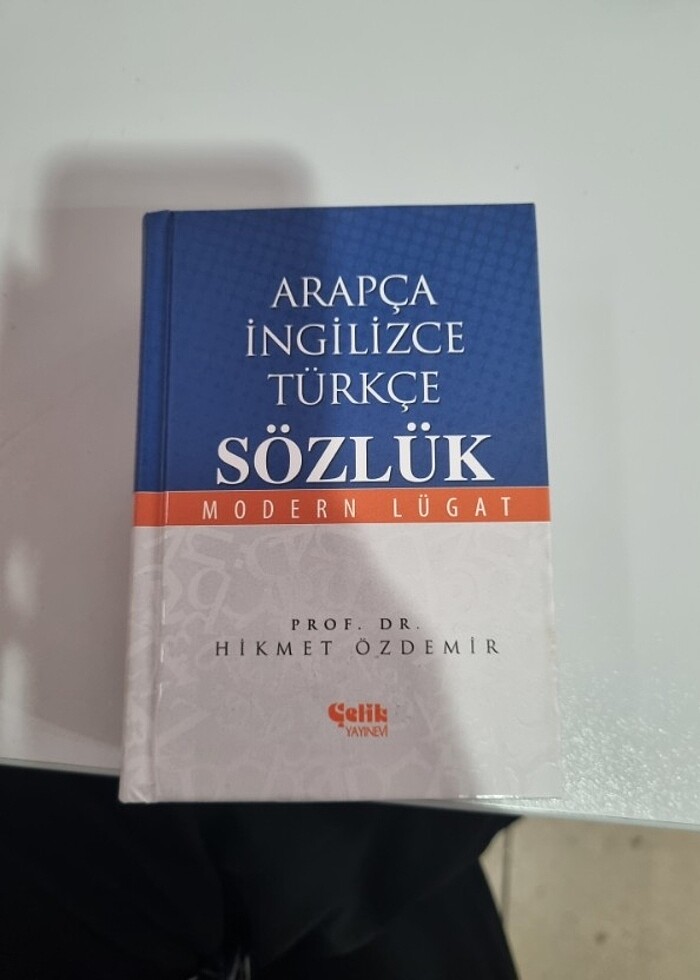 ARAPÇA
İNGİLİZCE
TÜRKÇE
SÖZLÜK
MODERN LÜGAT
PROF. DR.
HİKMET ÖZDEMİR
Çelik
YAYINEVİ